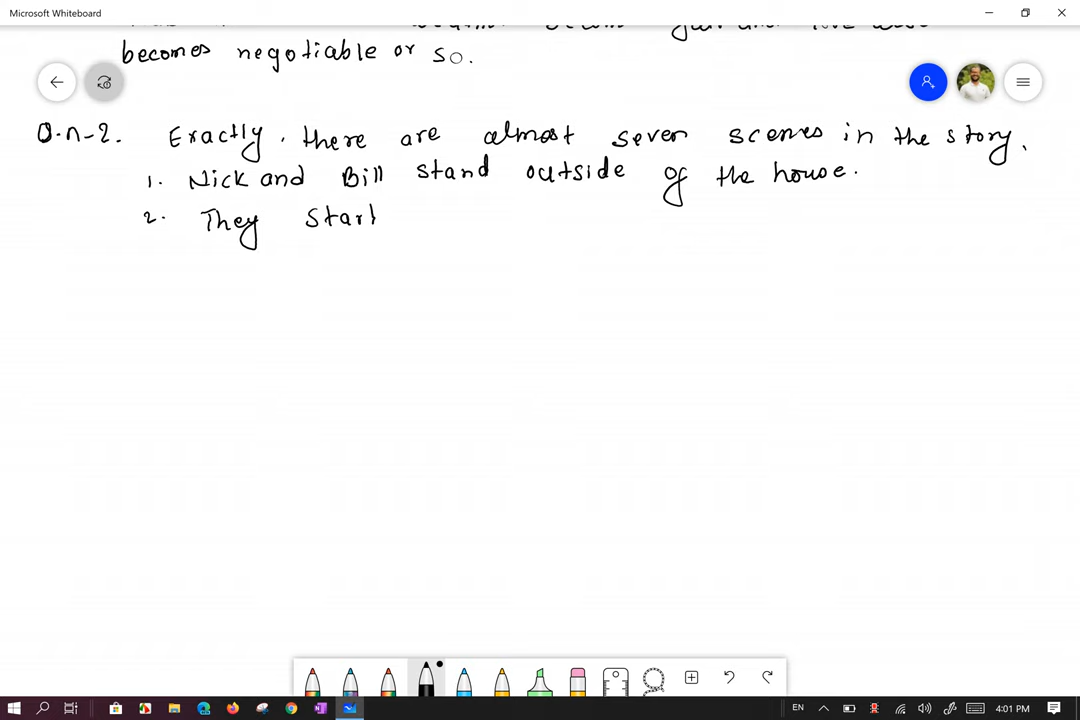 Microsoft Whiteboard
becomes negotiable or so.
Q.n-2. Exactly, there are almost seven scenes in the story.
1. Nick and Bill stand outside of the house.
2. They start
EN
4:01 PM